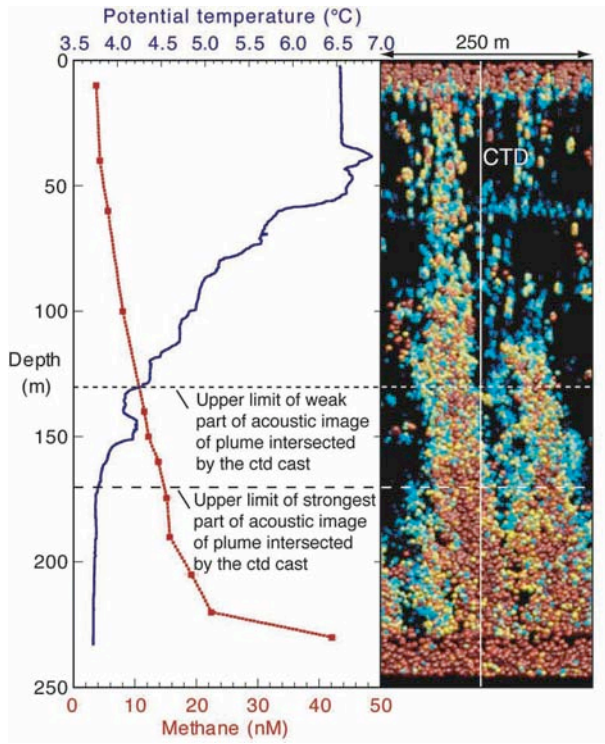 Potential temperature (°C)
3.5 4.0 4.5 5.0 5.5 6.0 6.5 7.0
250 m
0
CTD
50
100
Depth
(m)
Upper limit of weak
part of acoustic image
of plume intersected
by the ctd cast
150
Upper limit of strongest
part of acoustic image
of plume intersected
by the ctd cast
200
250
0 10 20 30 40 50
Methane (nM)